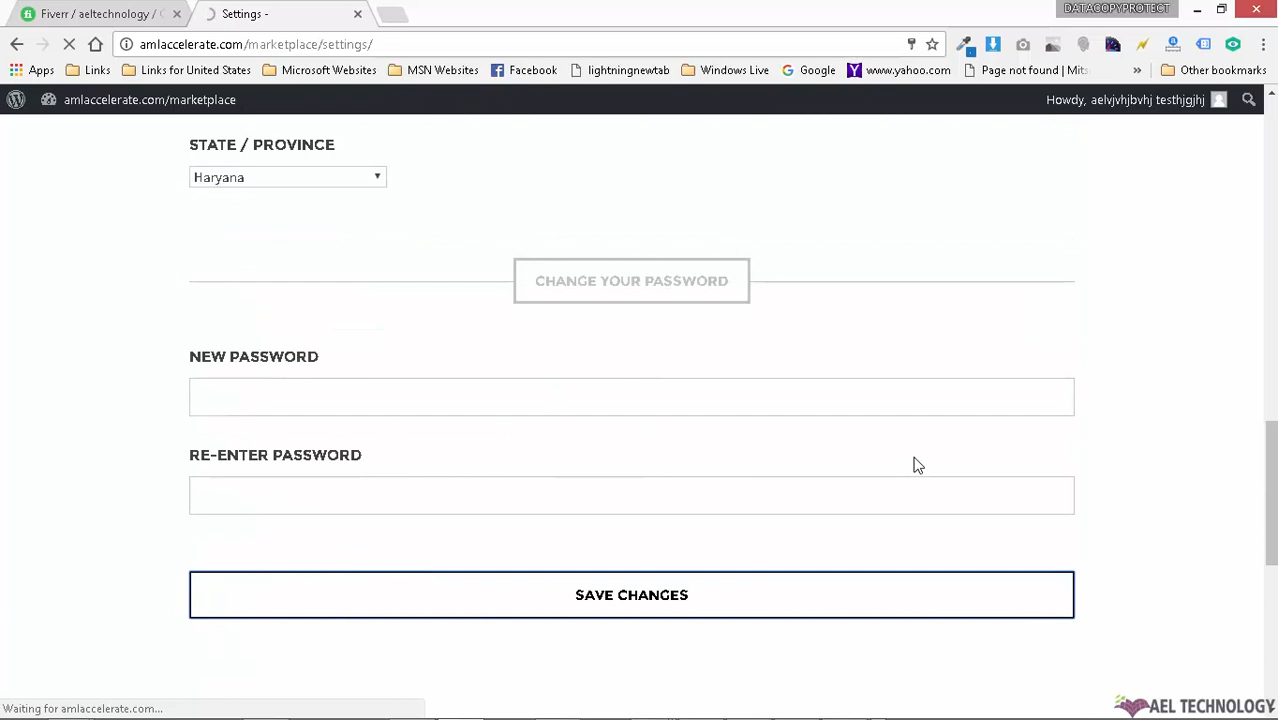 Fiverr / aeltechnology /
Settings -
DATACOPYPROTECT
amlaccelerate.com/marketplace/settings/
Apps Links Links for United States Microsoft Websites MSN Websites Facebook lightningnewtab Windows Live Google www.yahoo.com Page not found | Mits » Other bookmarks
amlaccelerate.com/marketplace Howdy, aelvjvhjbvhj testhjgjhj
STATE / PROVINCE
Haryana
CHANGE YOUR PASSWORD
NEW PASSWORD
RE-ENTER PASSWORD
SAVE CHANGES
Waiting for amlaccelerate.com...
AEL TECHNOLOGY